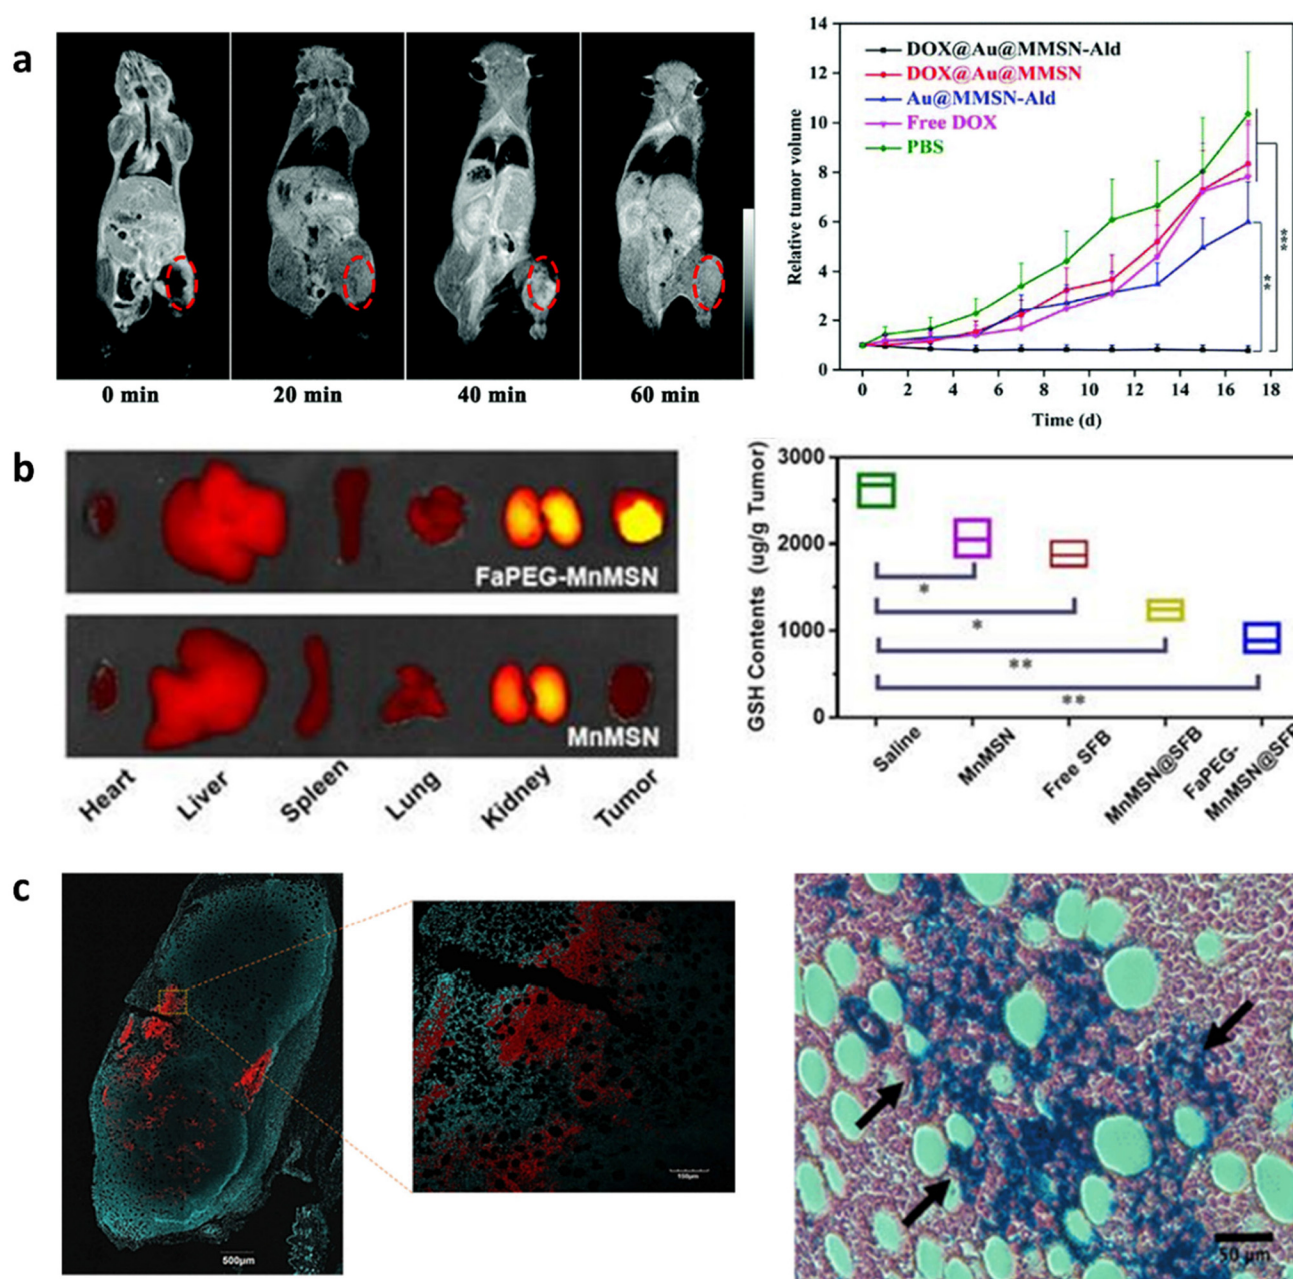 a
0 min
20 min
40 min
60 min
14
12
10
8
6
4
2
0
Relative tumor volume
DOX@Au@MMSN-Ald
DOX@Au@MMSN
Au@MMSN-Ald
Free DOX
PBS
**
***
0 2 4 6 8 10 12 14 16 18
Time (d)
b
FaPEG-MnMSN
MnMSN
Heart
Liver
Spleen
Lung
Kidney
Tumor
GSH Contents (ug/g Tumor)
3000
2000
1000
0
*
*
**
**
Saline
MnMSN
Free SFB
MnMSN@SFB
FaPEG-
MnMSN@SFB
c
500µm
100µm
50 µm